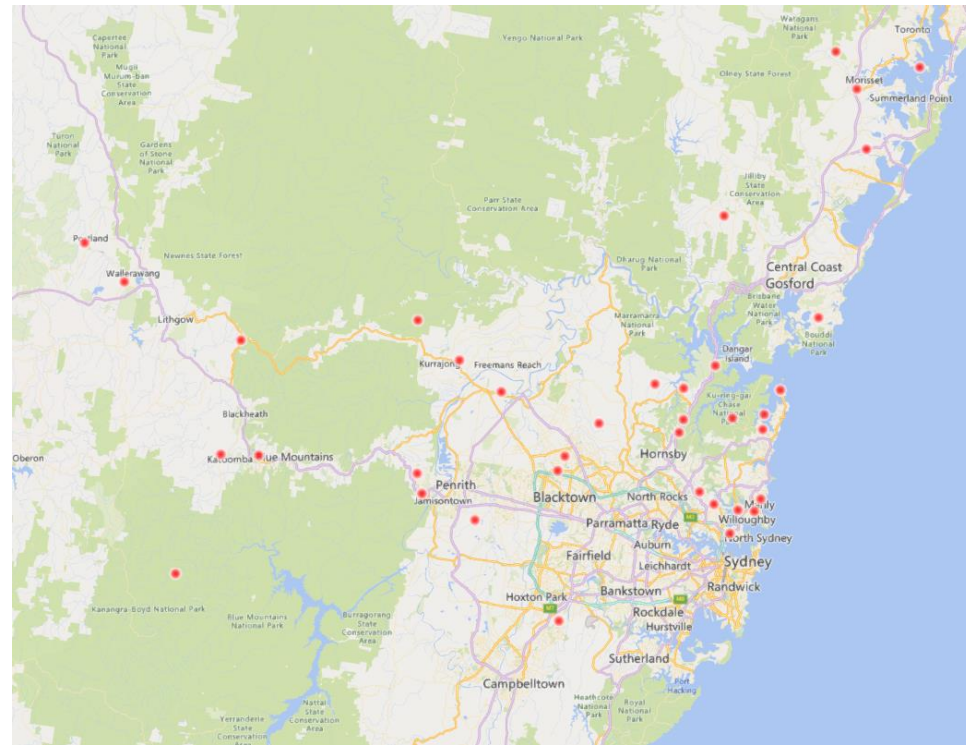 Watagans
National
Park
Toronto
Capertee
National
Park
Yengo National Park
Mugii
Murum-ban
State
Conservation
Area
Olney State Forest
Morisset
Summerland Point
Turon
National
Park
Gardens
of Stone
National
Park
Jilliby
State
Conservation
Area
Parr State
Conservation Area
Portland
Newnes State Forest
Dharug National
Park
Wallerawang
Central Coast
Gosford
Brisbane
Water
National
Park
Lithgow
Marramarra
National
Park
Bouddi
National
Park
Dangar
Island
Kurrajong
Freemans Reach
Ku-ring-gai
Chase
National
Park
Blackheath
Oberon
Katoomba
Blue Mountains
Hornsby
Penrith
Jamisontown
Blacktown
North Rocks
Manly
Willoughby
M2
Parramatta
Ryde
North Sydney
Auburn
Fairfield
Leichhardt
Sydney
Bankstown
Randwick
Kanangra-Boyd National Park
Hoxton Park
M7
Rockdale
Blue Mountains
National Park
Burragorang
State
Conservation
Area
Hurstville
Sutherland
Campbelltown
Port
Hacking
Heathcote
National
Park
Royal
National
Park
Nattai
State
Conservation
Area
Yerranderie
State
Conservation
Area